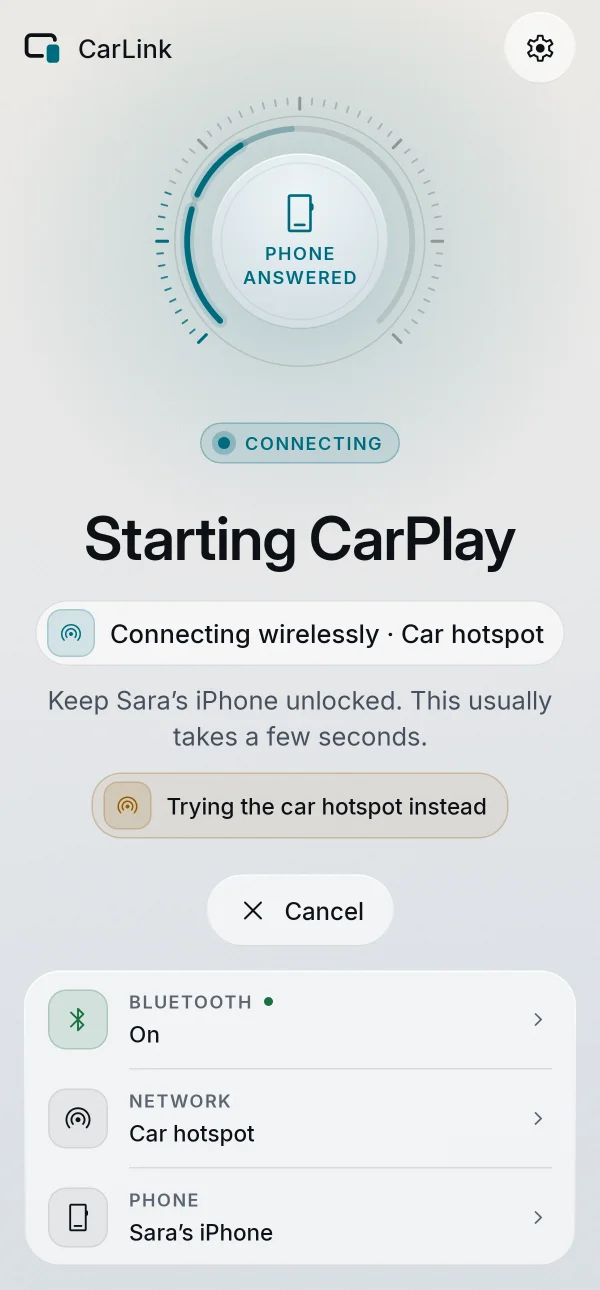 CarLink
PHONE
ANSWERED
CONNECTING
Starting CarPlay
Connecting wirelessly · Car hotspot
Keep Sara’s iPhone unlocked. This usually
takes a few seconds.
Trying the car hotspot instead
Cancel
BLUETOOTH
On
NETWORK
Car hotspot
PHONE
Sara’s iPhone